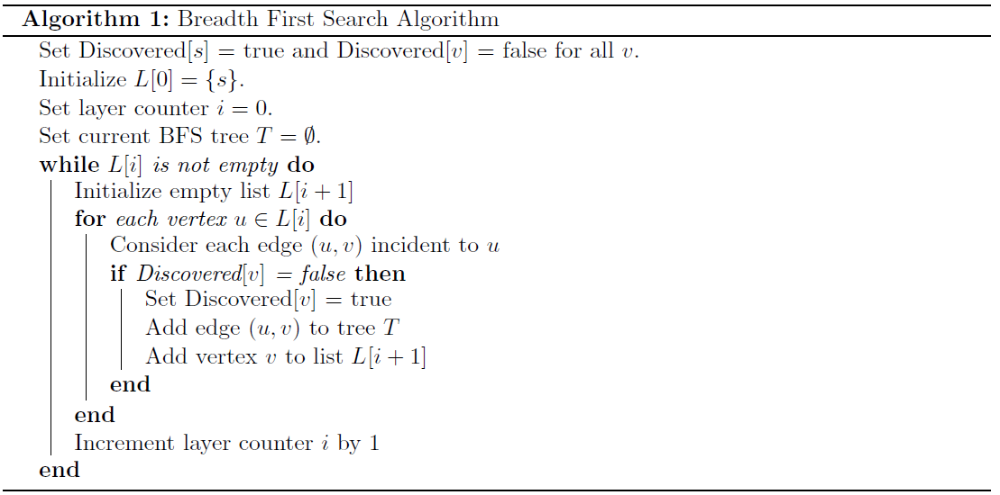 Algorithm 1: Breadth First Search Algorithm
Set Discovered[s] = true and Discovered[v] = false for all v.
Initialize L[0] = {s}.
Set layer counter i = 0.
Set current BFS tree T = ∅.
while L[i] is not empty do
Initialize empty list L[i + 1]
for each vertex u ∈ L[i] do
Consider each edge (u, v) incident to u
if Discovered[v] = false then
Set Discovered[v] = true
Add edge (u, v) to tree T
Add vertex v to list L[i + 1]
end
end
Increment layer counter i by 1
end